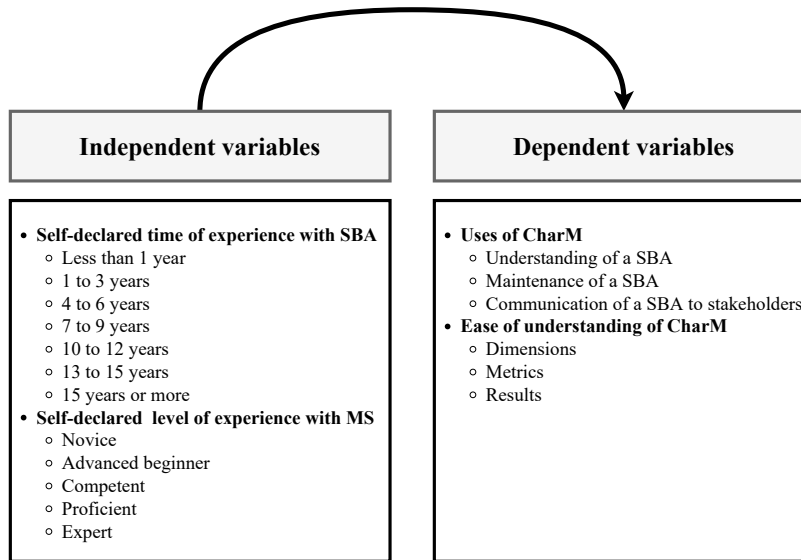 Independent variables
Self-declared time of experience with SBA
Less than 1 year
1 to 3 years
4 to 6 years
7 to 9 years
10 to 12 years
13 to 15 years
15 years or more
Self-declared level of experience with MS
Novice
Advanced beginner
Competent
Proficient
Expert
Dependent variables
Uses of CharM
Understanding of a SBA
Maintenance of a SBA
Communication of a SBA to stakeholders
Ease of understanding of CharM
Dimensions
Metrics
Results